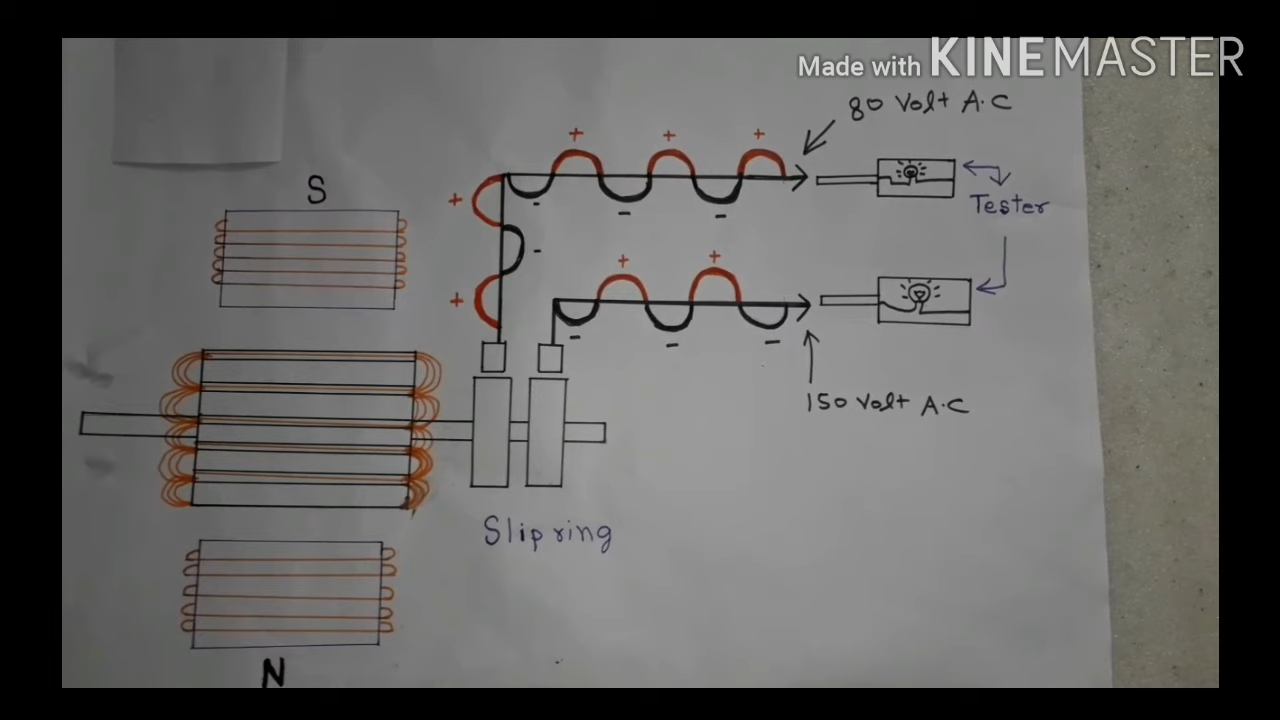 Made with KINEMASTER
80 Volt A.C
S
+ + +
+
- - -
Tester
-
+ +
+
- - -
150 Volt A.C
Slip ring
N